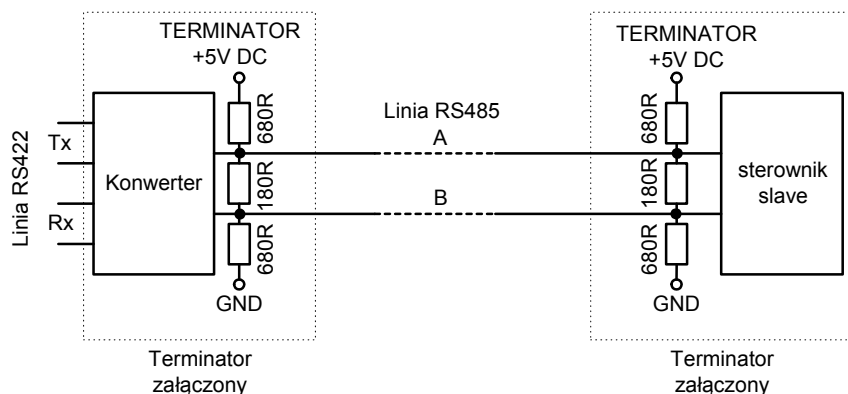 TERMINATOR
+5V DC
680R
180R
680R
GND
Linia RS422
Tx
Rx
Konwerter
Terminator
załączony
Linia RS485
A
B
TERMINATOR
+5V DC
680R
180R
680R
GND
sterownik
slave
Terminator
załączony